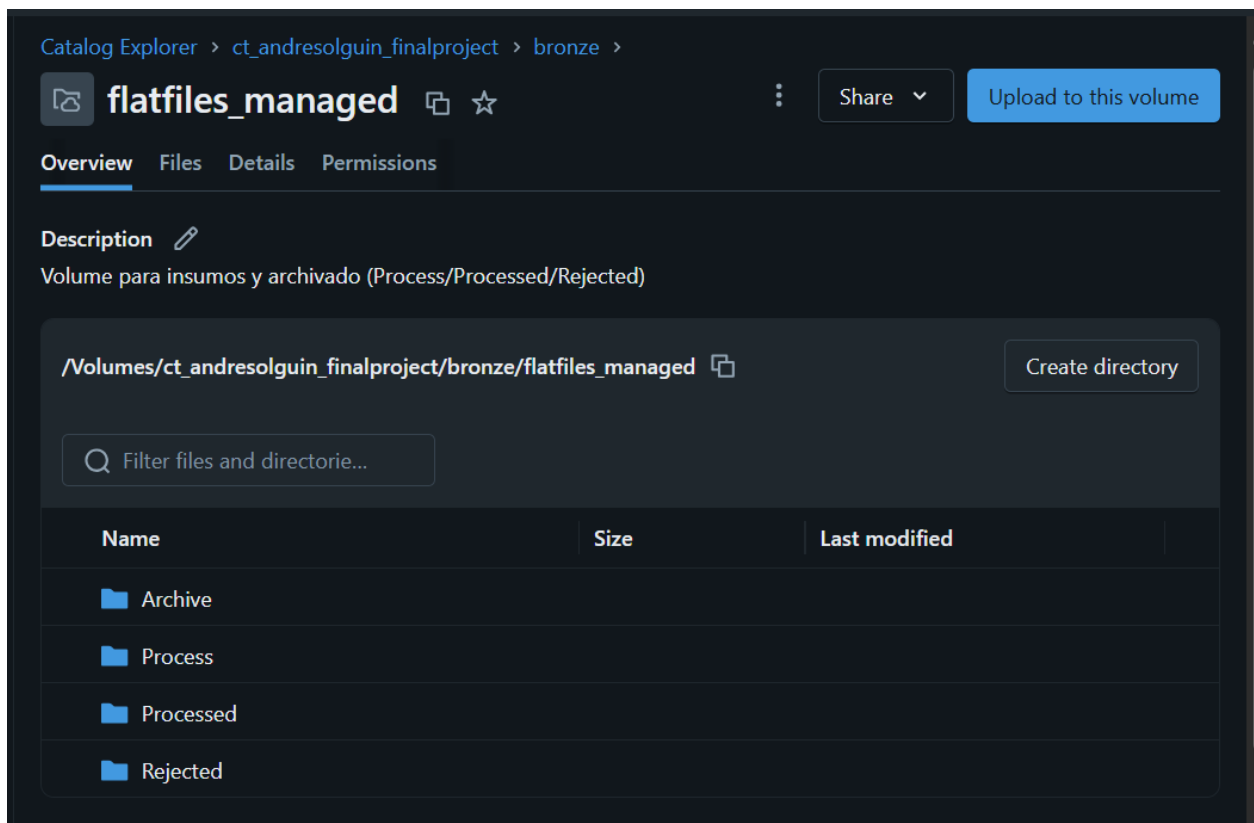 Catalog Explorer > ct_andresolguin_finalproject > bronze >
flatfiles_managed
Share
Upload to this volume
Overview Files Details Permissions
Description
Volume para insumos y archivado (Process/Processed/Rejected)
/Volumes/ct_andresolguin_finalproject/bronze/flatfiles_managed
Create directory
Filter files and directorie...
Name Size Last modified
Archive
Process
Processed
Rejected